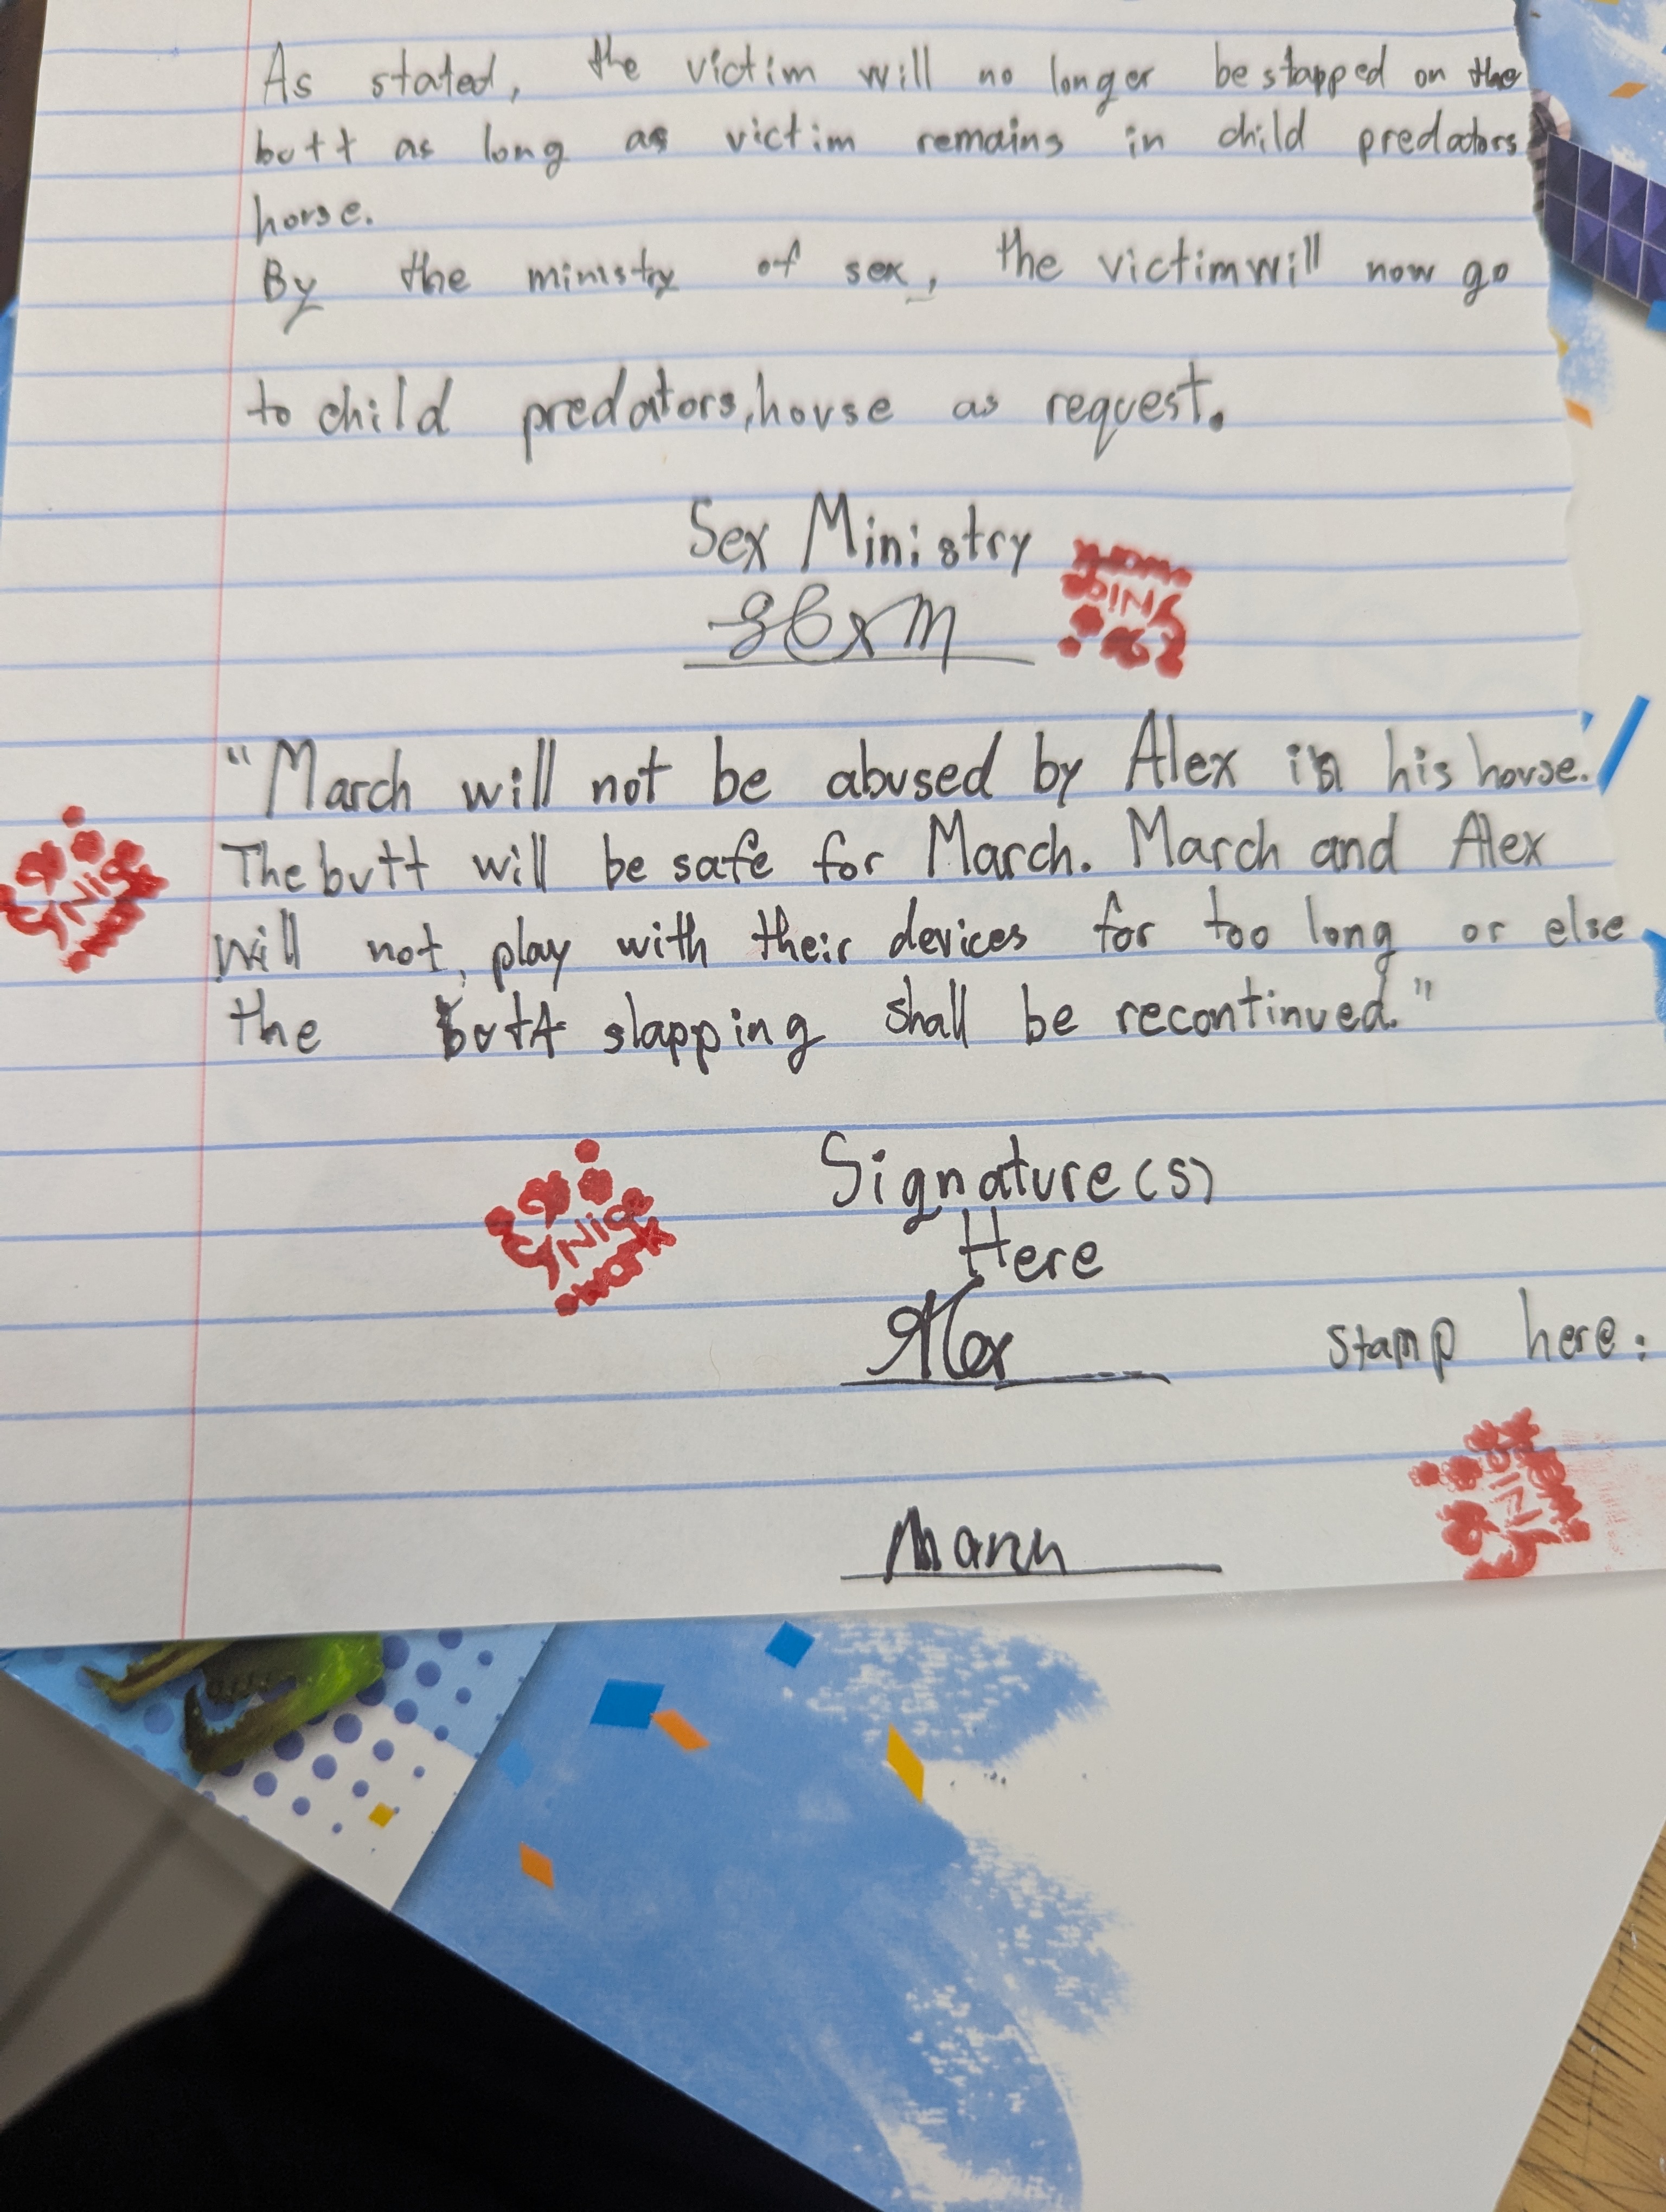 As stated, the victim will no longer be stapped on the
butt as long as victim remains in child predators
horse.
By the ministry of sex, the victim will now go
to child predators, house as request.
Sex Ministry
SexM
"March will not be abused by Alex in his house.
The butt will be safe for March. March and Alex
will not, play with their devices for too long or else
the butt slapping shall be recontinued."
Signature(s)
Here
Alex
stamp here:
March